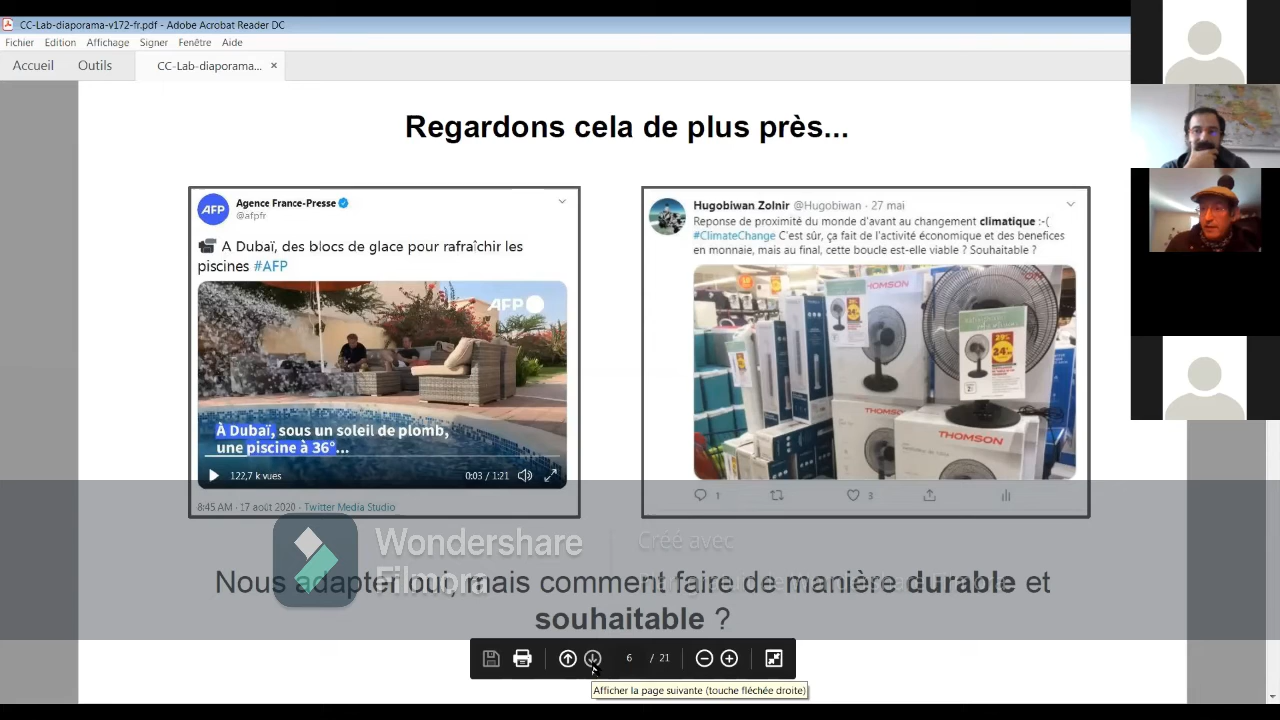 CC-Lab-diaporama-v172-fr.pdf - Adobe Acrobat Reader DC
Fichier Edition Affichage Signer Fenêtre Aide
Accueil Outils CC-Lab-diaporama... ×
Regardons cela de plus près...
AFP
Agence France-Presse
@afpfr
A Dubaï, des blocs de glace pour rafraîchir les
piscines #AFP
AFP
À Dubaï, sous un soleil de plomb,
une piscine à 36°...
122,7 k vues
0:03 / 1:21
8:45 AM · 17 août 2020 · Twitter Media Studio
Hugobiwan Zolnir @Hugobiwan · 27 mai
Reponse de proximité du monde d'avant au changement climatique :-(
#ClimateChange C'est sûr, ça fait de l'activité économique et des benefices
en monnaie, mais au final, cette boucle est-elle viable ? Souhaitable ?
THOMSON
THOMSON
THOMSON
1
3
Wondershare
Filmora
Créé avec
Nous adapter oui, mais comment faire de manière durable et
souhaitable ?
6 / 21
Afficher la page suivante (touche fléchée droite)